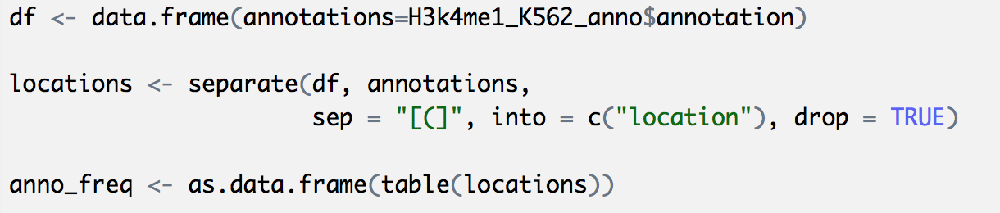 df <- data.frame(annotations=H3k4me1_K562_anno$annotation)
locations <- separate(df, annotations,
sep = "[(]", into = c("location"), drop = TRUE)
anno_freq <- as.data.frame(table(locations))